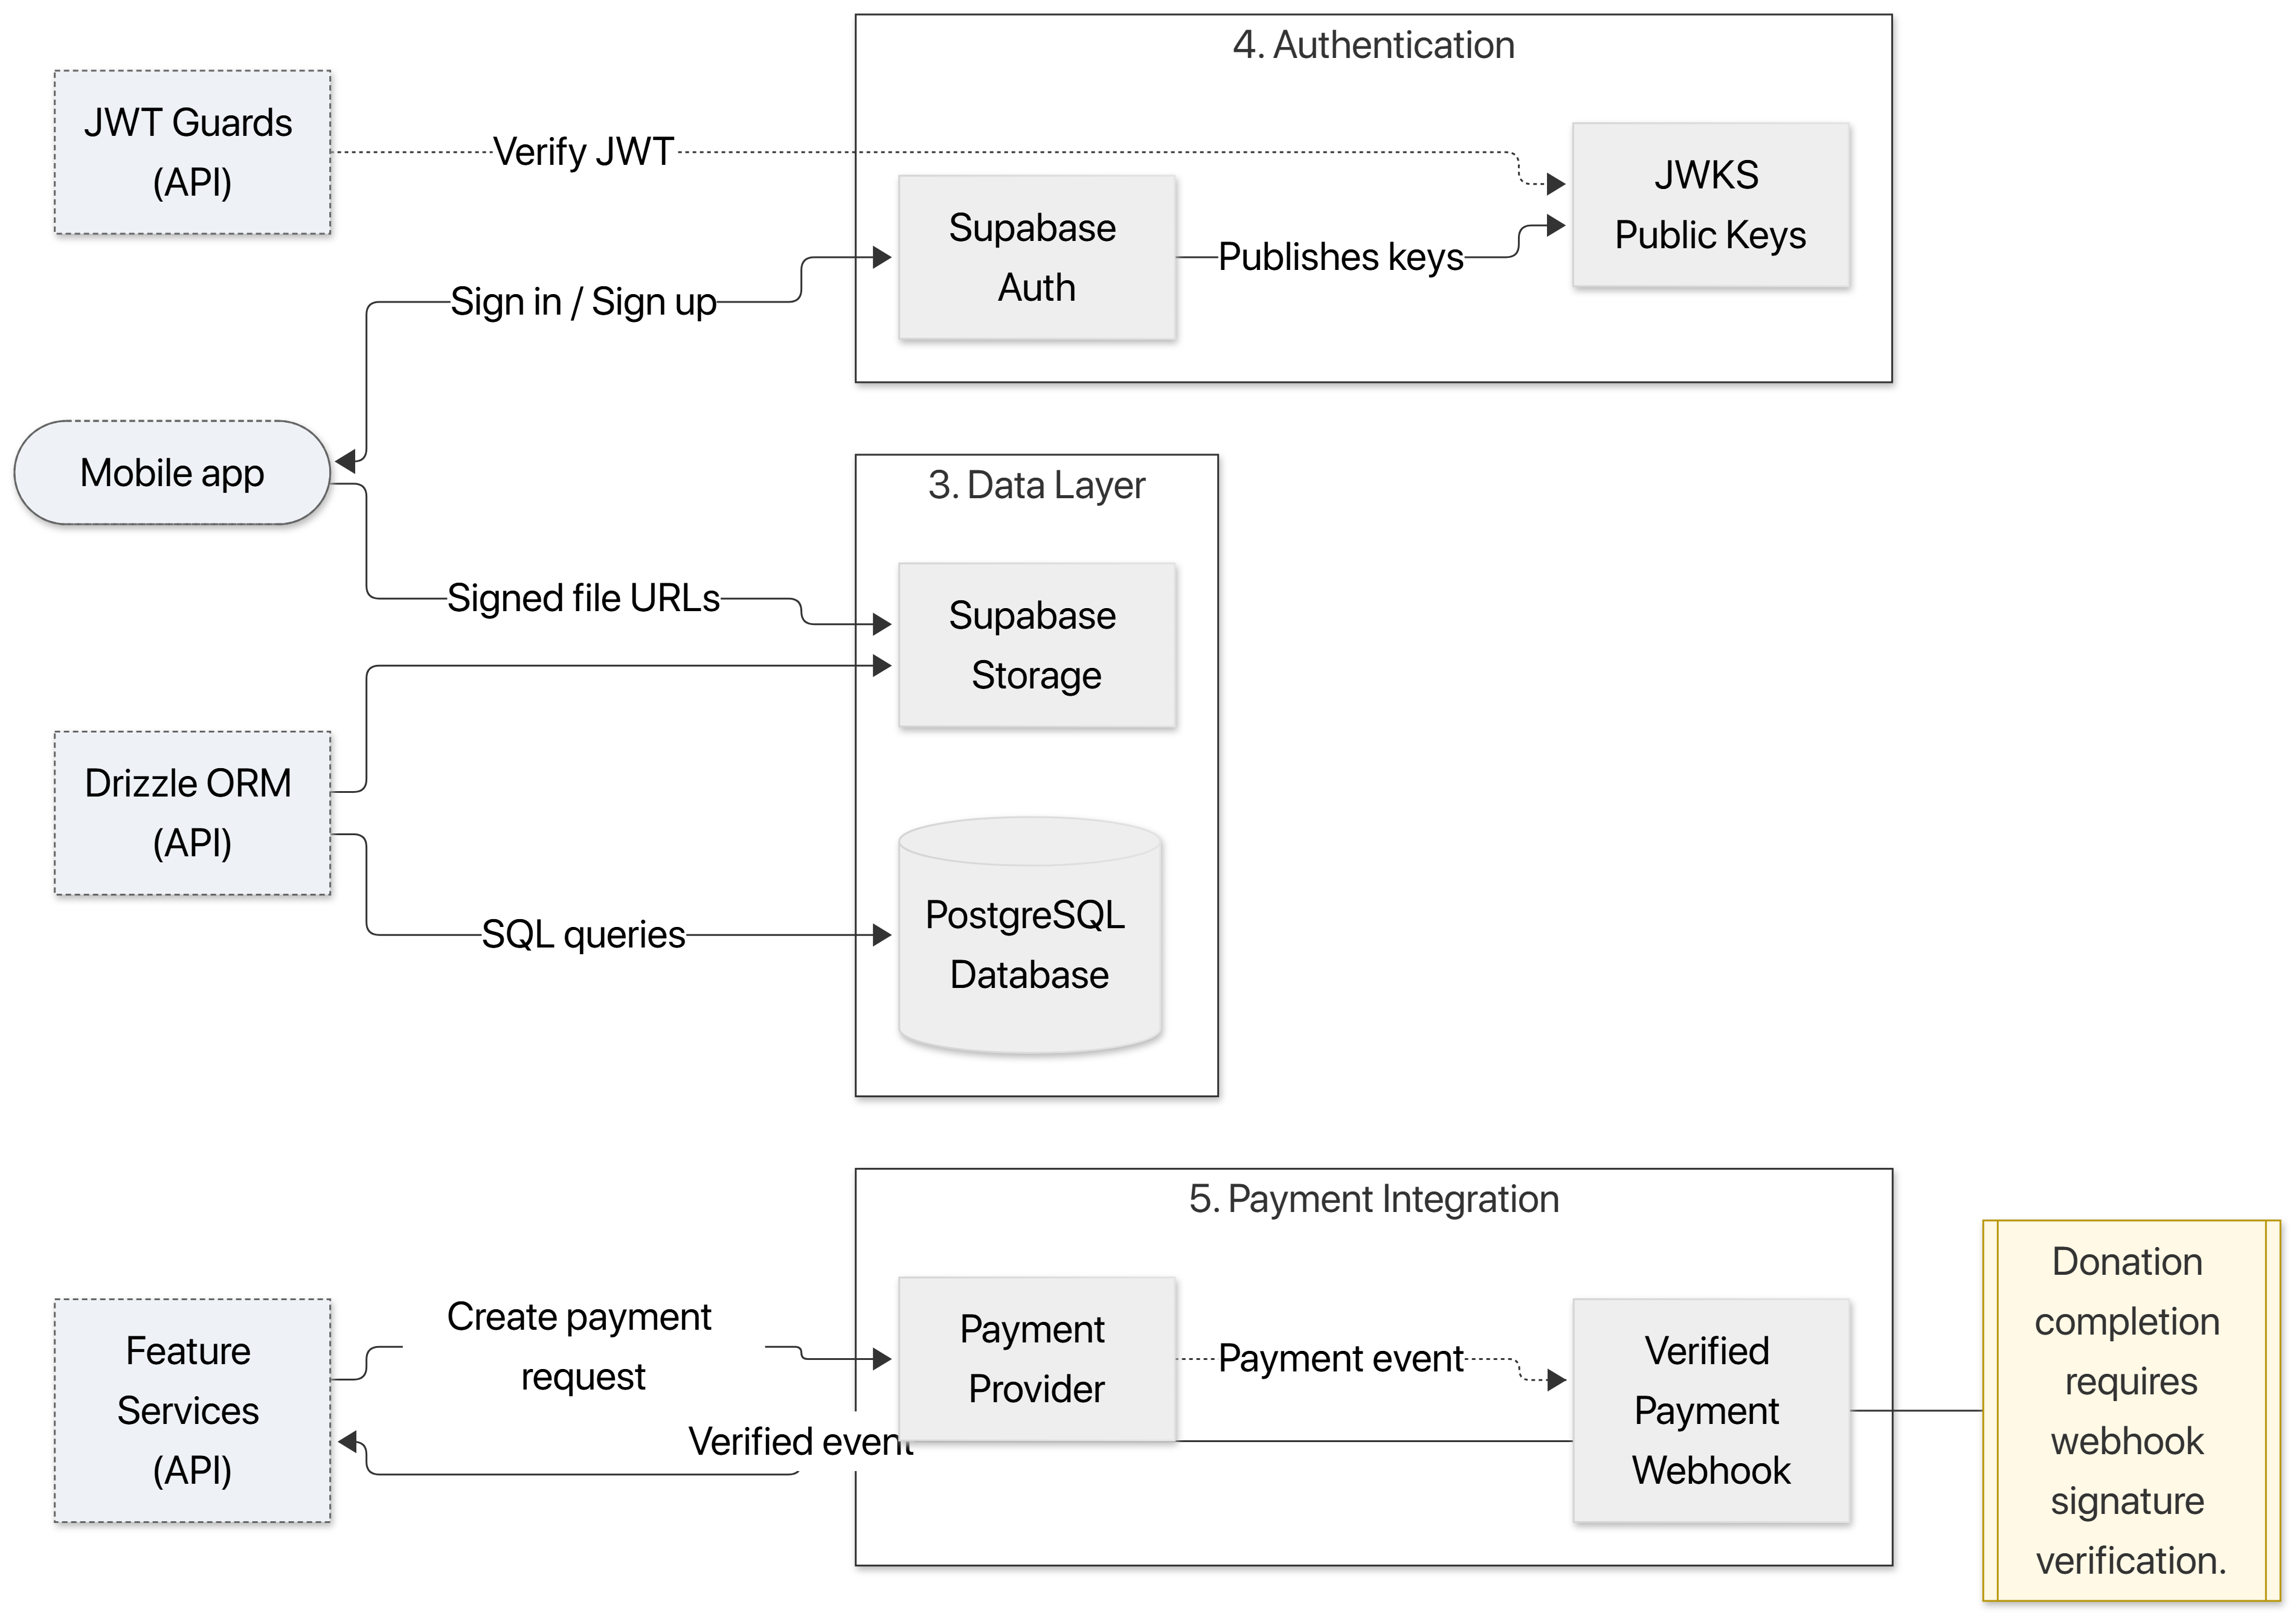 4. Authentication
JWT Guards
(API)
Verify JWT
JWKS
Public Keys
Supabase
Auth
Publishes keys
Sign in / Sign up
Mobile app
3. Data Layer
Signed file URLs
Supabase
Storage
Drizzle ORM
(API)
SQL queries
PostgreSQL
Database
5. Payment Integration
Feature
Services
(API)
Create payment
request
Verified event
Payment
Provider
Payment event
Verified
Payment
Webhook
Donation
completion
requires
webhook
signature
verification.